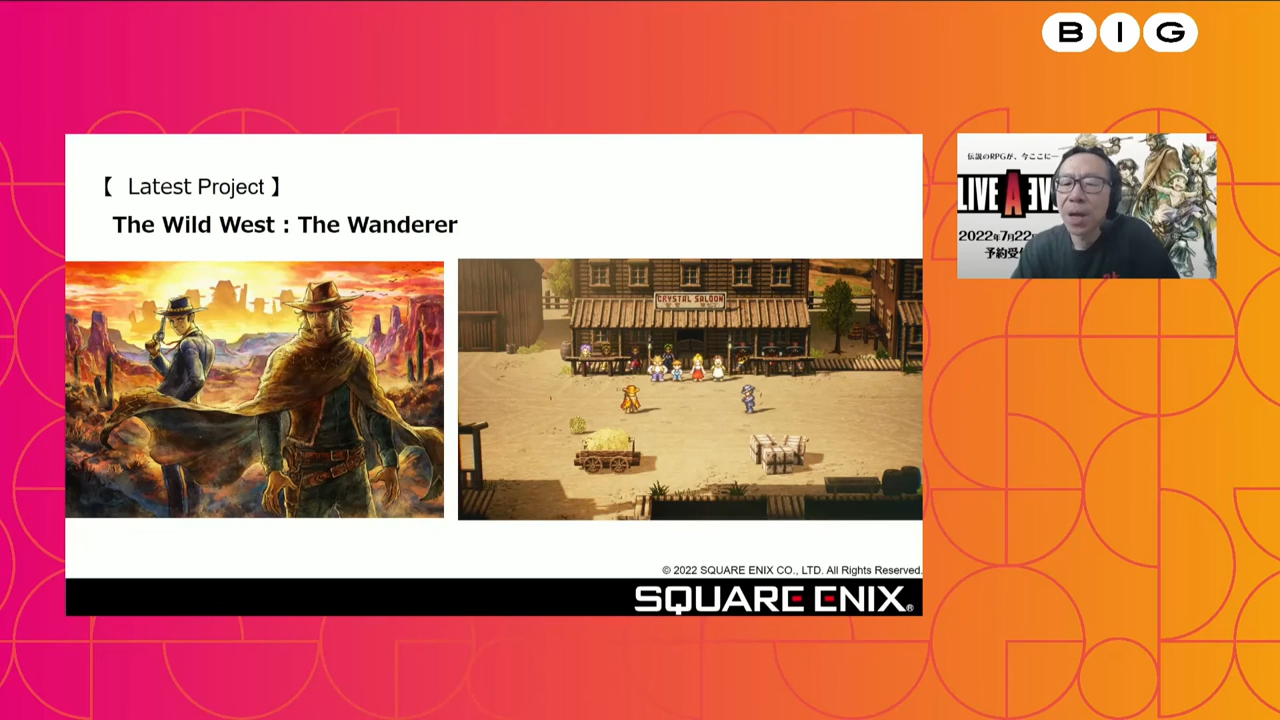 BIG
【 Latest Project 】
The Wild West : The Wanderer
CRYSTAL SALOON
伝説のRPGが、今ここに
LIVE A
2022年7月22
予約受
© 2022 SQUARE ENIX CO., LTD. All Rights Reserved.
SQUARE ENIX®